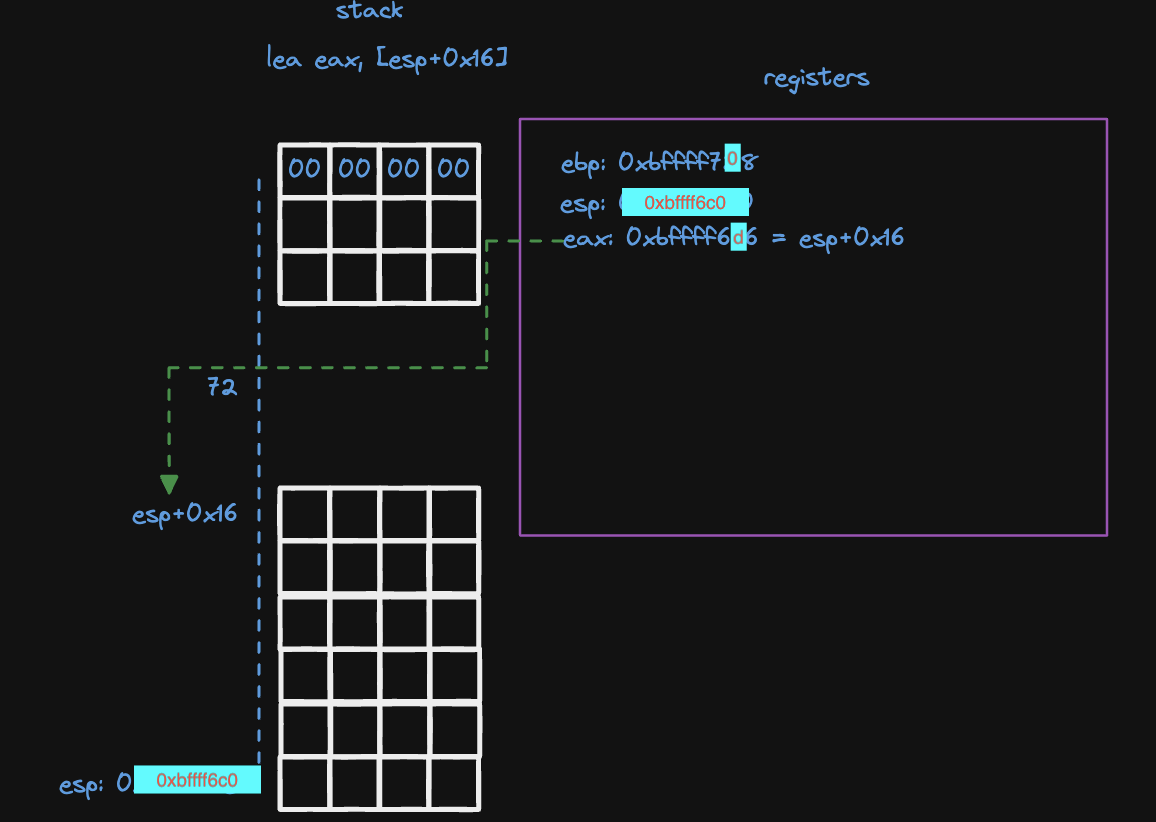 stack
lea eax, [esp+0x16]
registers
00 00 00 00
ebp: 0xbffff708
esp: 0xbffff6c0
eax: 0xbffff6d6 = esp+0x16
72
esp+0x16
esp: 0 0xbffff6c0